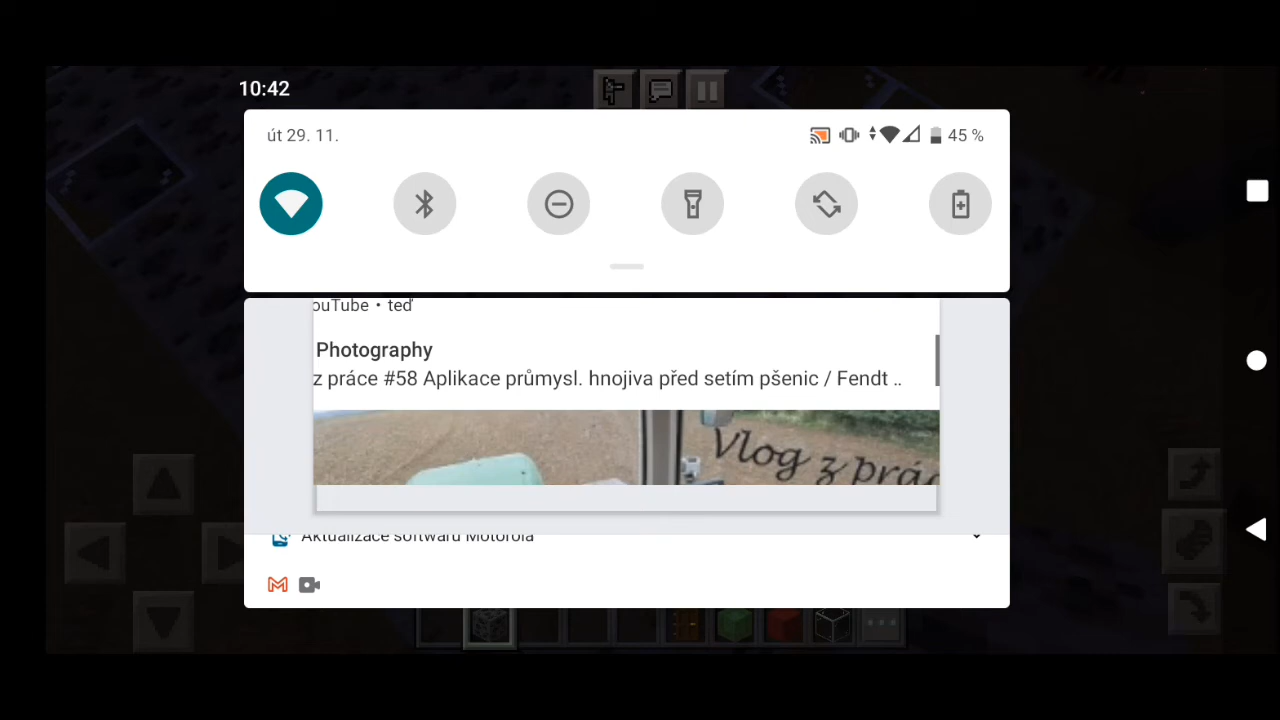 10:42
út 29. 11.
45 %
ouTube • teď
Photography
z práce #58 Aplikace průmysl. hnojiva před setím pšenic / Fendt ..
Vlog z prác
Aktualizace softwaru Motorola